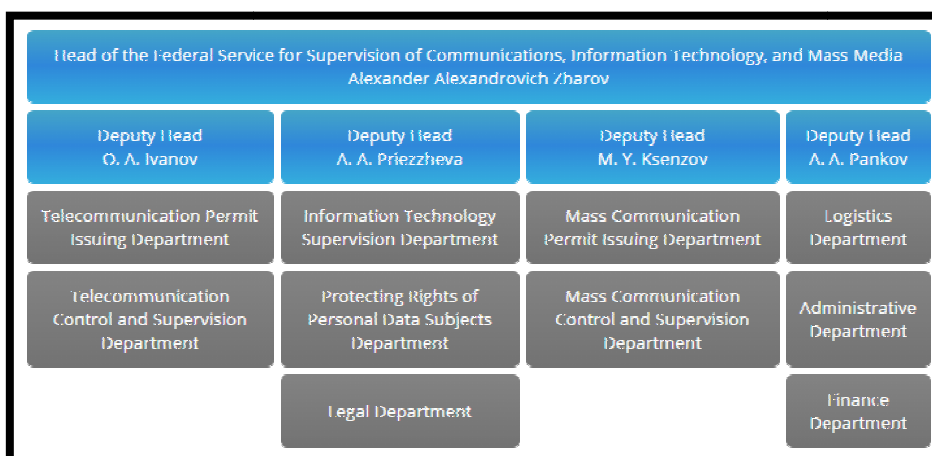 Head of the Federal Service for Supervision of Communications, Information Technology, and Mass Media
Alexander Alexandrovich Zharov
Deputy Head
O. A. Ivanov
Deputy Head
A. A. Priezzheva
Deputy Head
M. Y. Ksenzov
Deputy Head
A. A. Pankov
Telecommunication Permit
Issuing Department
Information Technology
Supervision Department
Mass Communication
Permit Issuing Department
Logistics
Department
Telecommunication
Control and Supervision
Department
Protecting Rights of
Personal Data Subjects
Department
Mass Communication
Control and Supervision
Department
Administrative
Department
Legal Department
Finance
Department